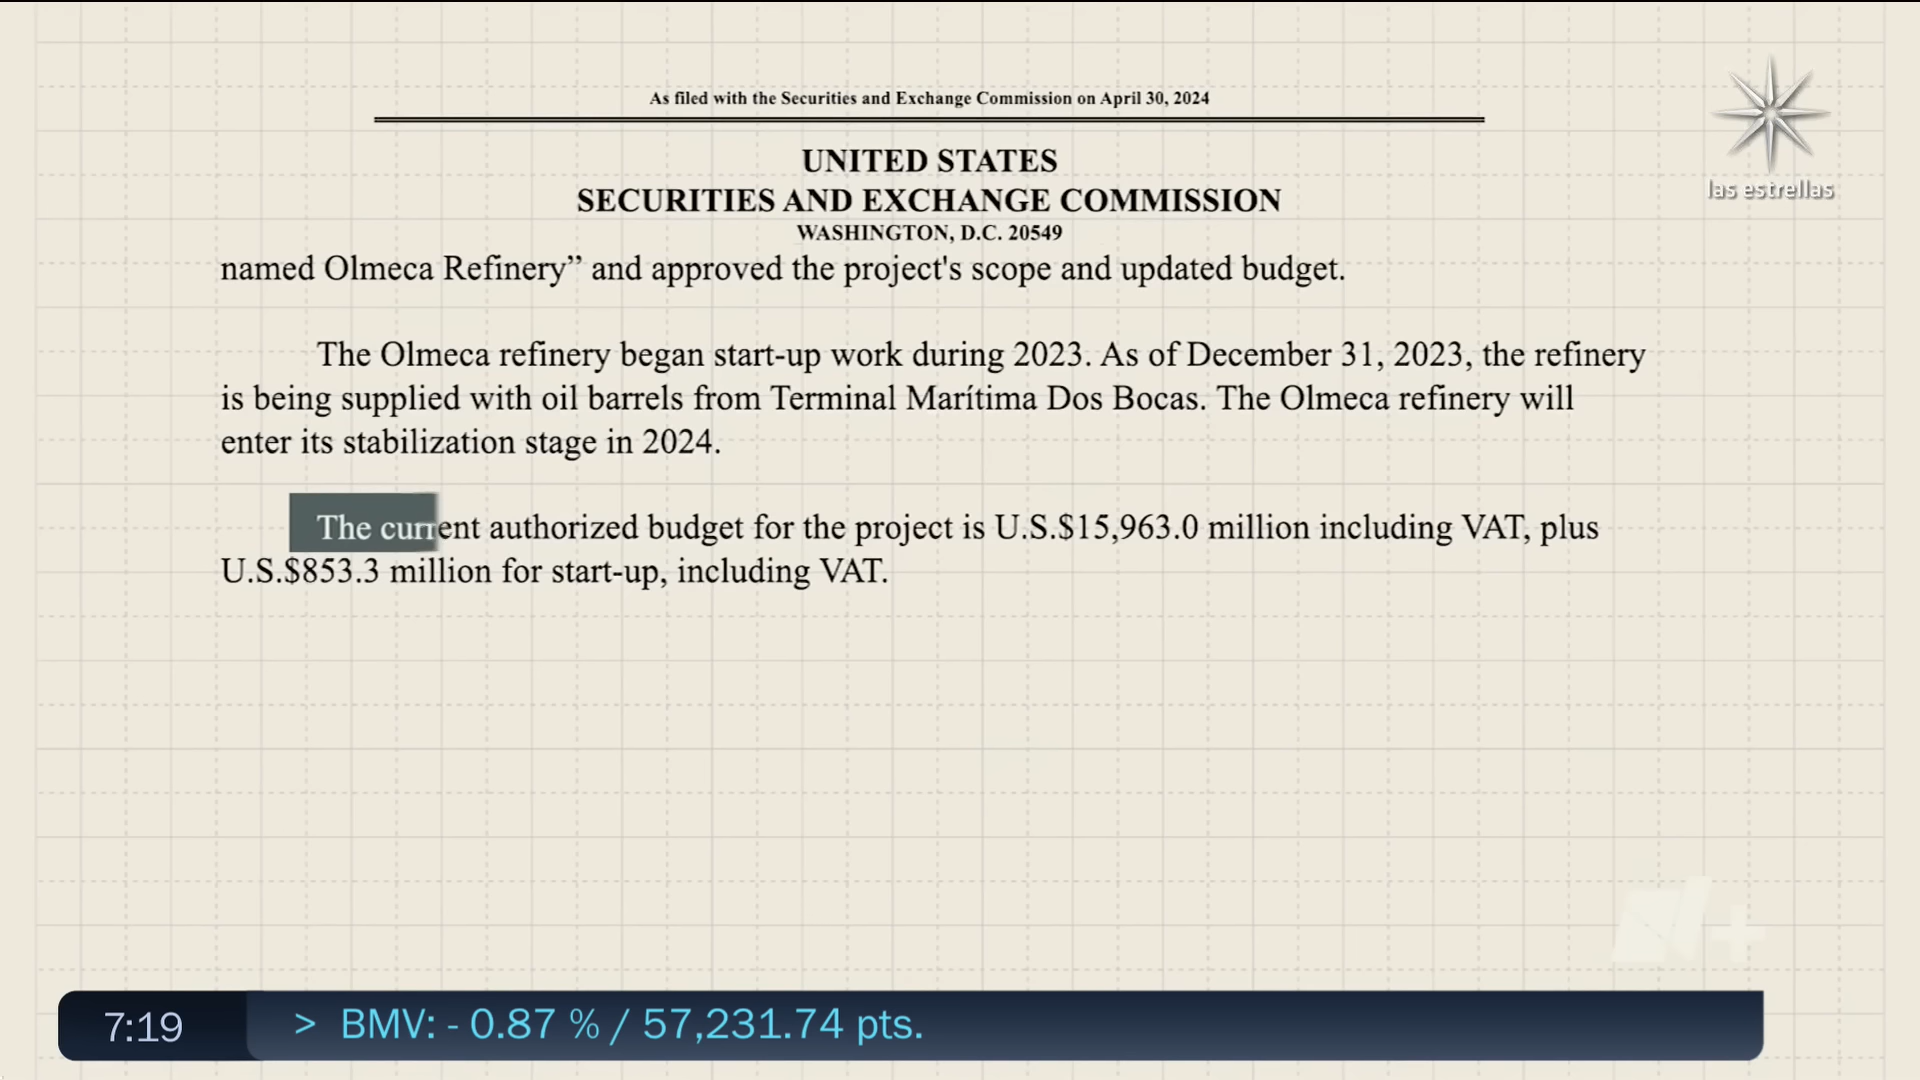 As filed with the Securities and Exchange Commission on April 30, 2024
UNITED STATES
SECURITIES AND EXCHANGE COMMISSION
WASHINGTON, D.C. 20549
las estrellas
named Olmeca Refinery” and approved the project's scope and updated budget.
The Olmeca refinery began start-up work during 2023. As of December 31, 2023, the refinery
is being supplied with oil barrels from Terminal Marítima Dos Bocas. The Olmeca refinery will
enter its stabilization stage in 2024.
The current authorized budget for the project is U.S.$15,963.0 million including VAT, plus
U.S.$853.3 million for start-up, including VAT.
N+
7:19 > BMV: - 0.87 % / 57,231.74 pts.